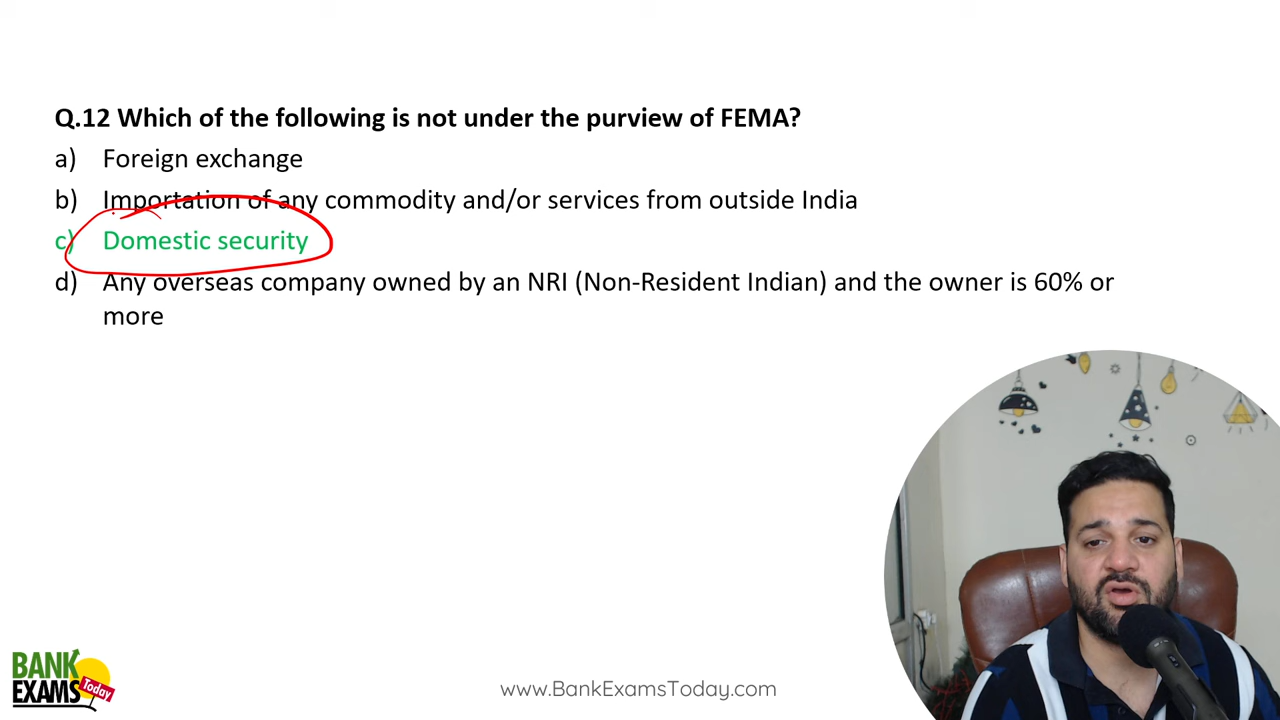 Q.12 Which of the following is not under the purview of FEMA?
a) Foreign exchange
b) Importation of any commodity and/or services from outside India
c) Domestic security
d) Any overseas company owned by an NRI (Non-Resident Indian) and the owner is 60% or
more
BANK
EXAMS
Today
www.BankExamsToday.com